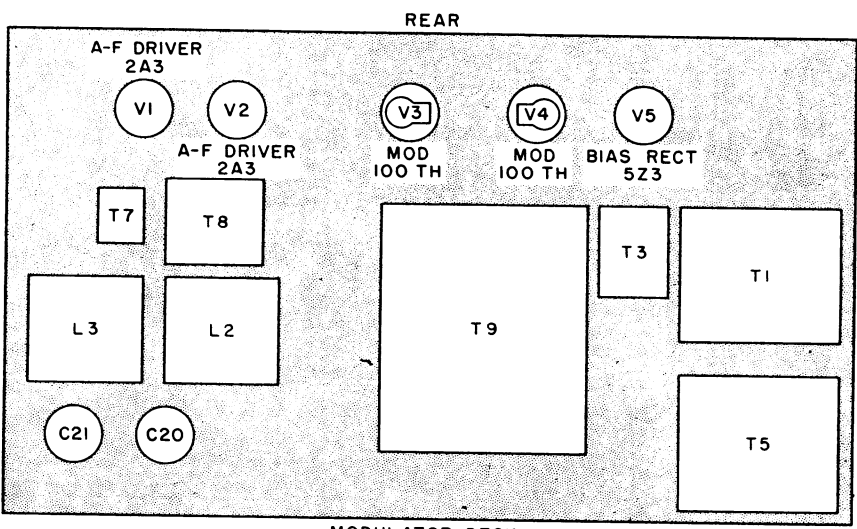 REAR
A-F DRIVER
2A3
V1
V2
V3
V4
V5
A-F DRIVER
2A3
MOD
100 TH
MOD
100 TH
BIAS RECT
5Z3
T7
T8
T3
T1
L3
L2
T9
C21
C20
T5